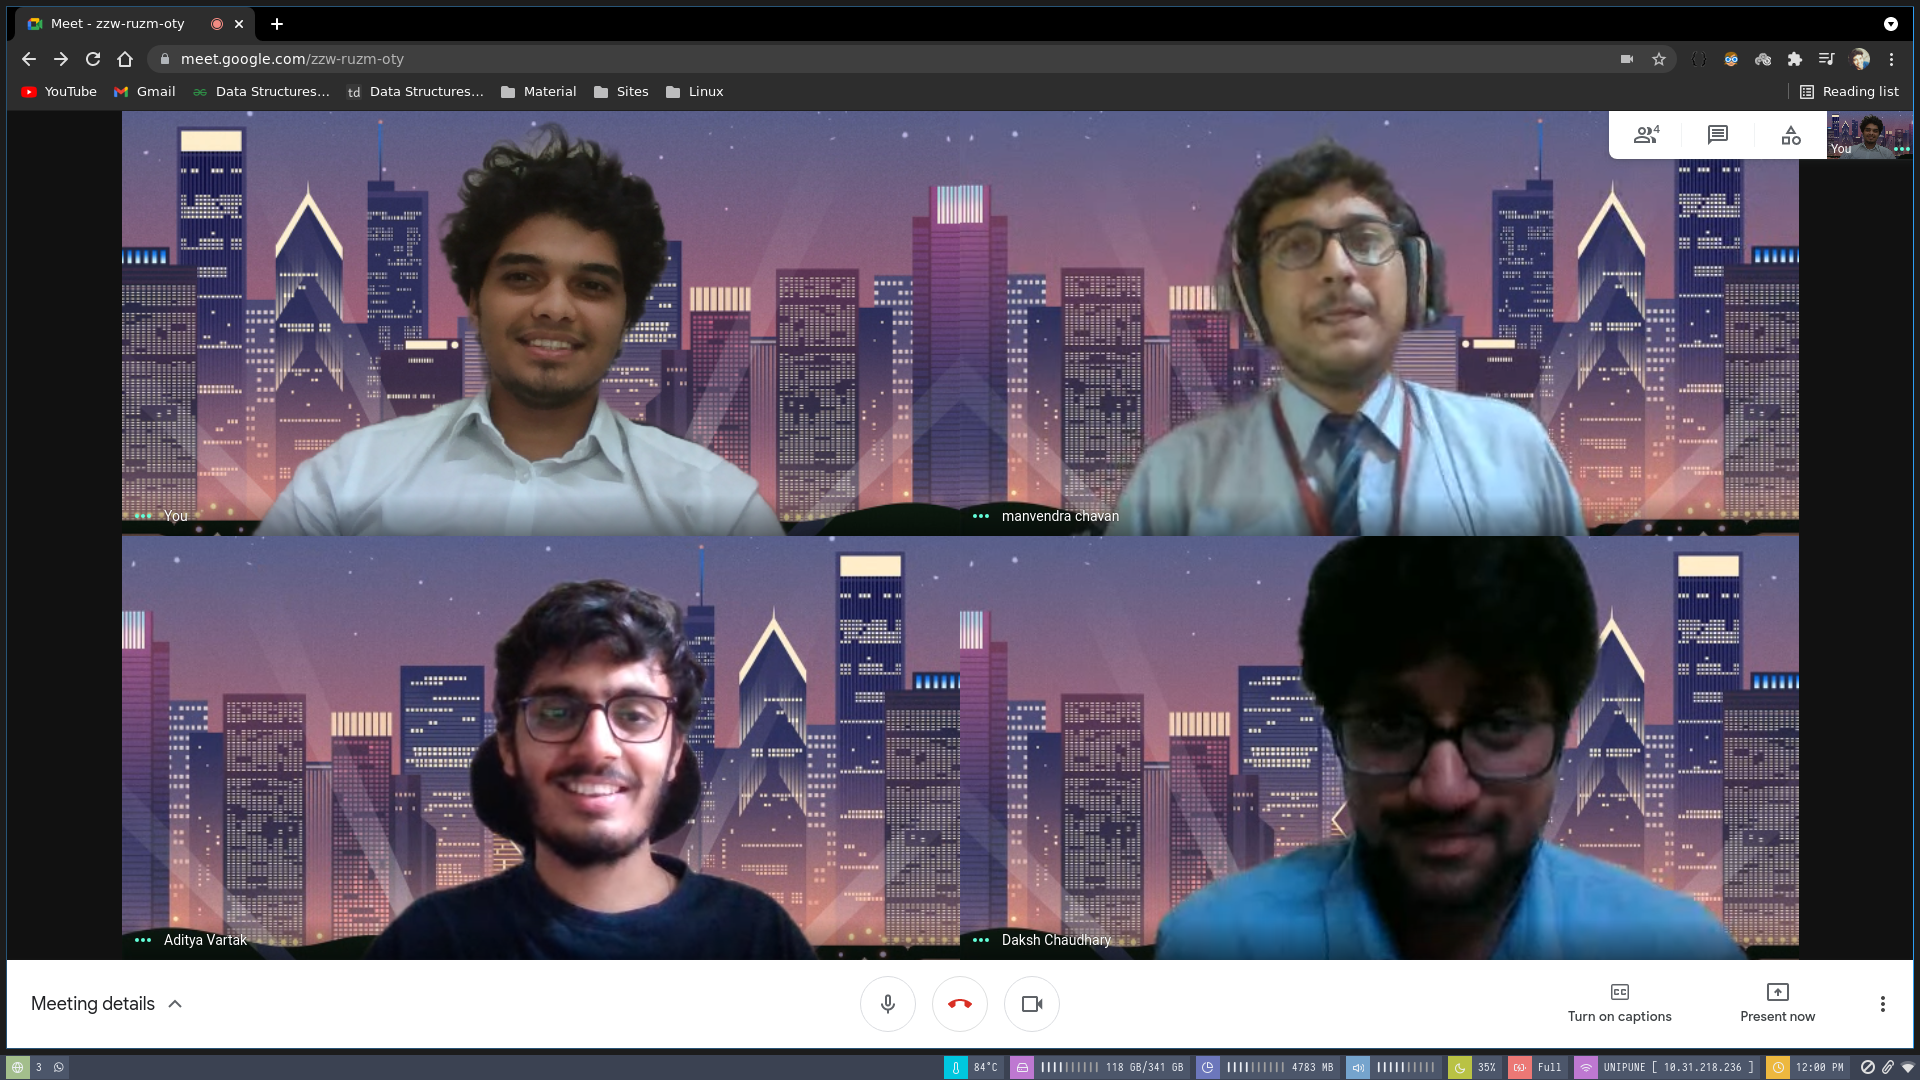 Meet - zzw-ruzm-oty
meet.google.com/zzw-ruzm-oty
YouTube
Gmail
Data Structures...
td Data Structures...
Material
Sites
Linux
Reading list
4
You
You
manvendra chavan
Aditya Vartak
Daksh Chaudhary
Meeting details
CC
Turn on captions
Present now
3
84°C
118 GB/341 GB
4783 MB
35%
Full
UNIPUNE [ 10.31.218.236 ]
12:00 PM